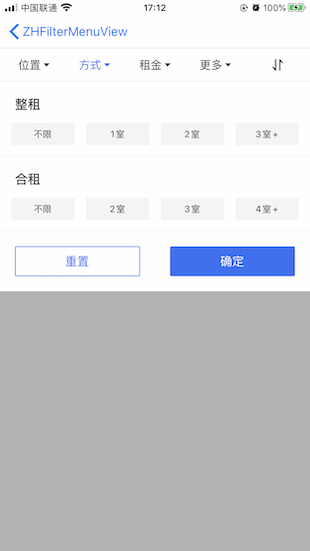 中国联通 17:12 100%
ZHFilterMenuView
位置 方式 租金 更多
整租
不限 1室 2室 3室+
合租
不限 2室 3室 4室+
重置 确定